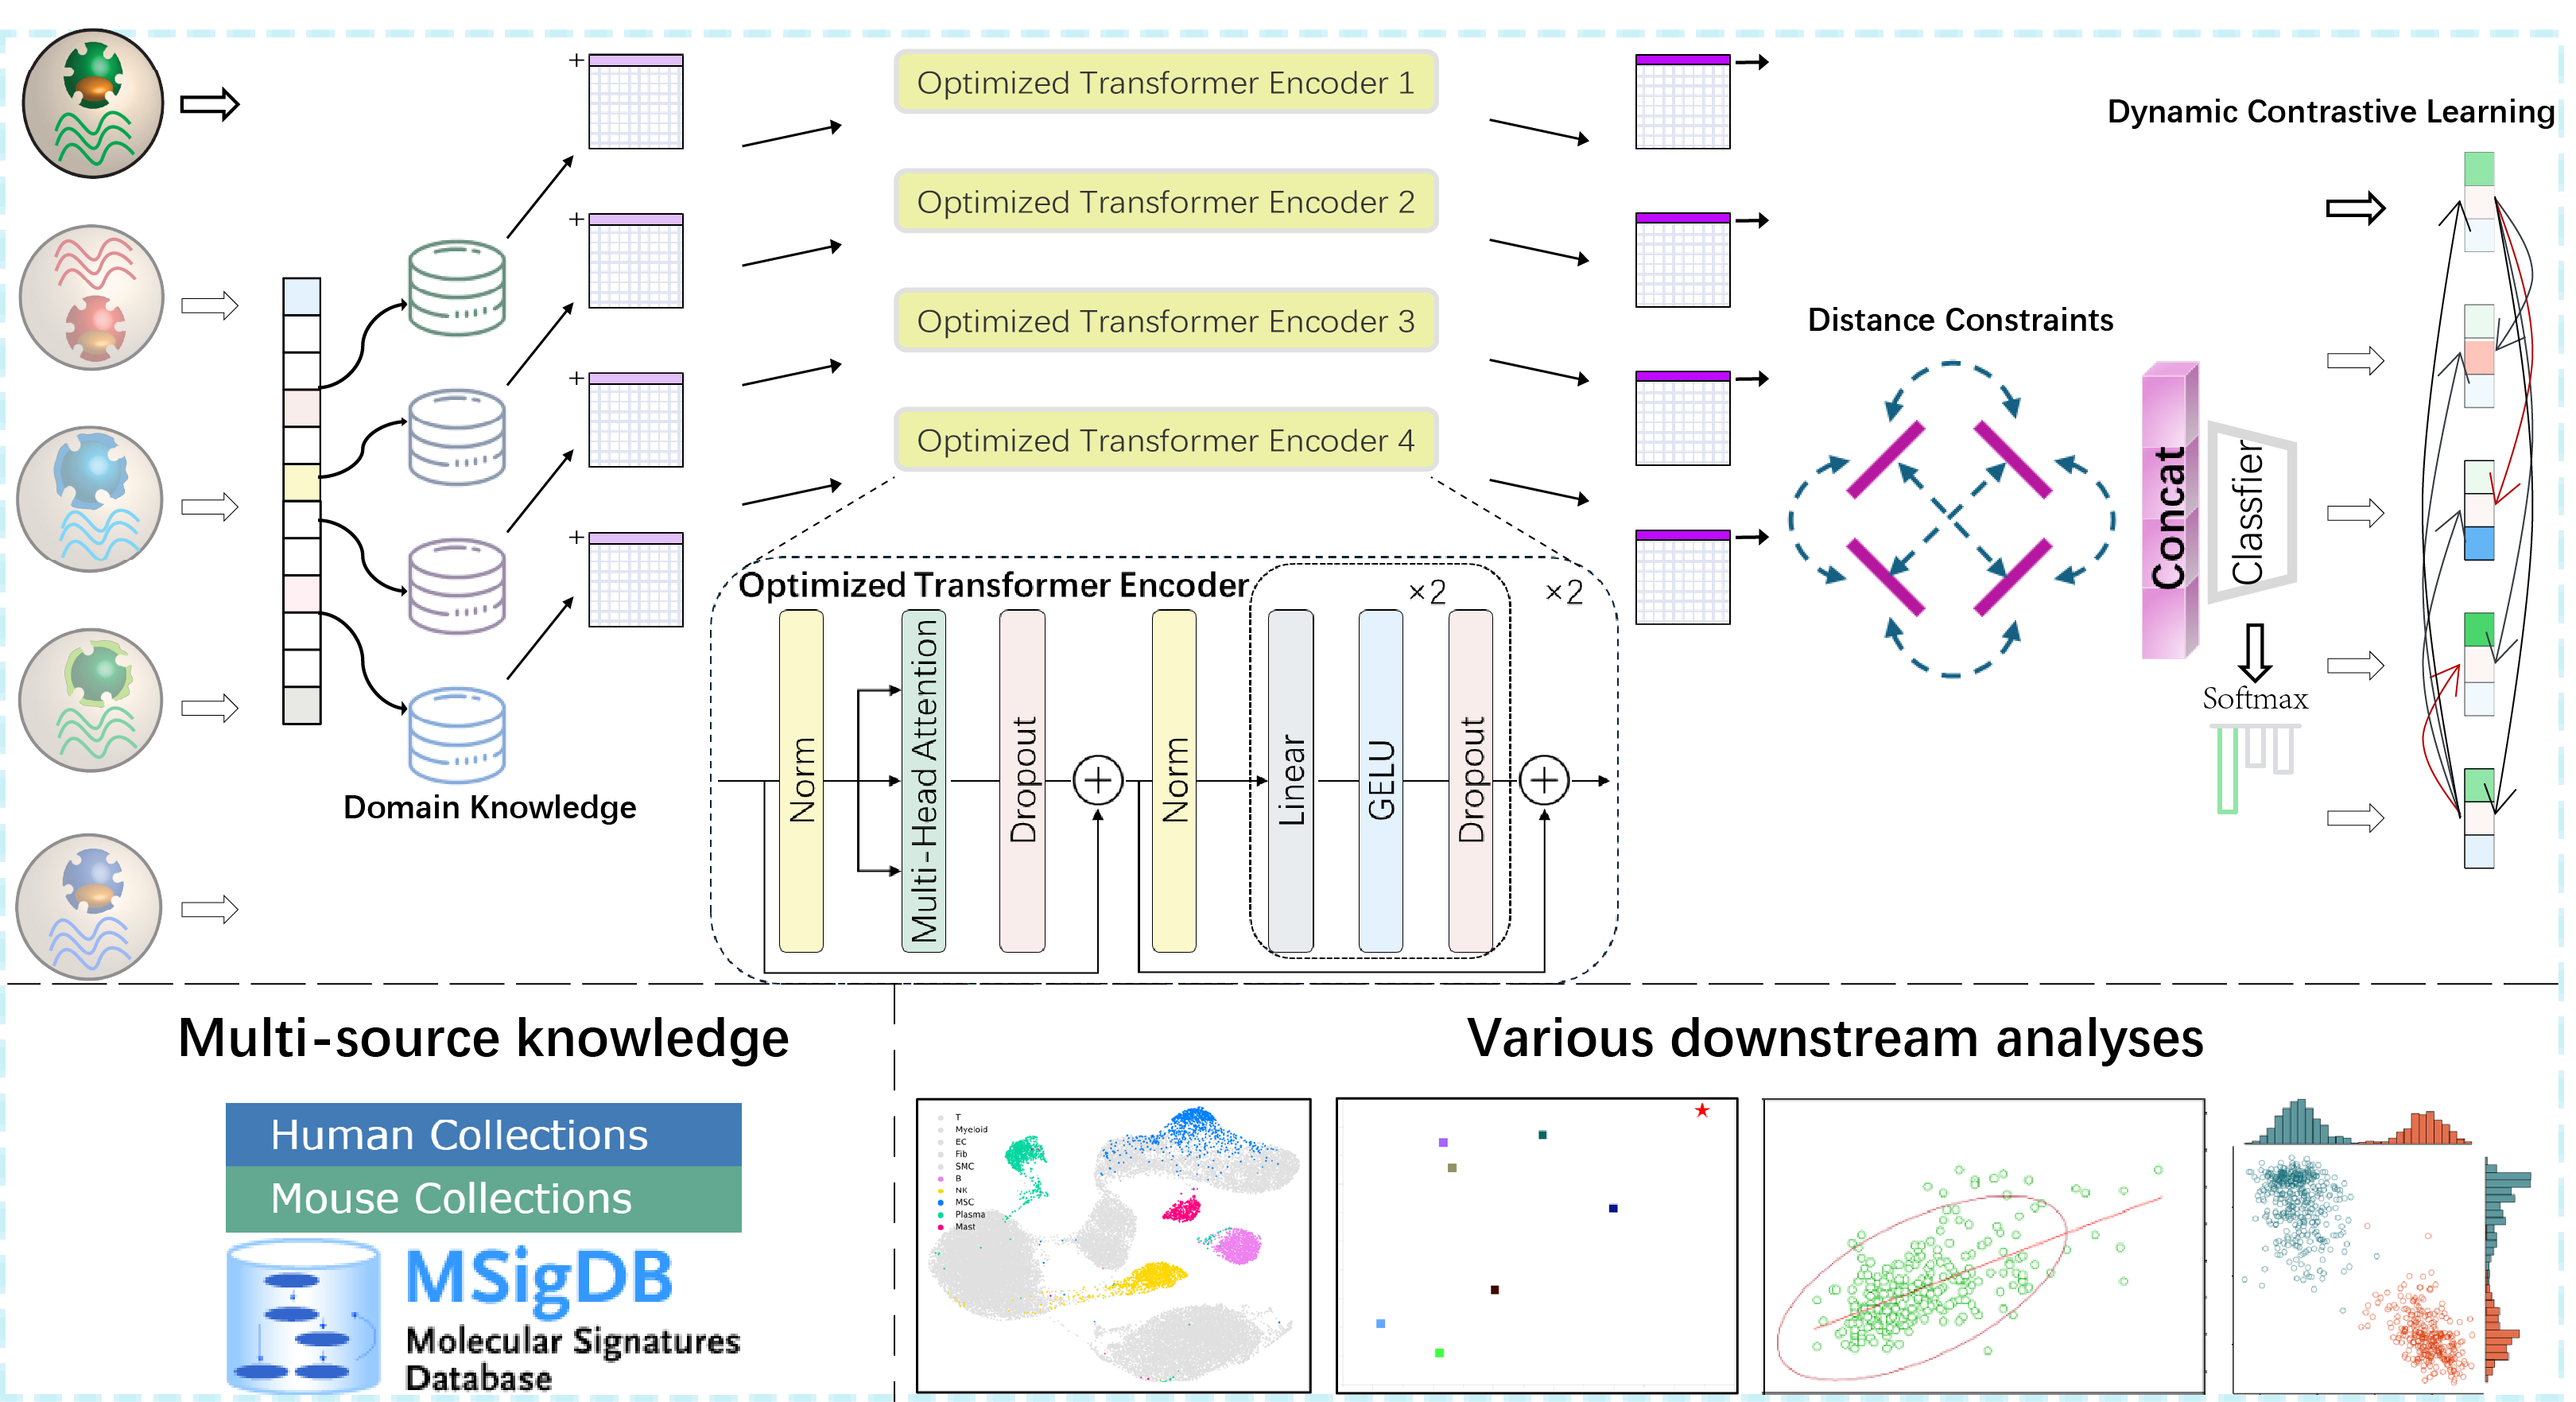 +
+
+
+
Optimized Transformer Encoder 1
Optimized Transformer Encoder 2
Optimized Transformer Encoder 3
Optimized Transformer Encoder 4
Domain Knowledge
Optimized Transformer Encoder
×2
×2
Norm
Multi-Head Attention
Dropout
+
Norm
Linear
GELU
Dropout
+
Distance Constraints
Concat
Classfier
Softmax
Dynamic Contrastive Learning
Multi-source knowledge
Human Collections
Mouse Collections
MSigDB
Molecular Signatures
Database
Various downstream analyses
T
Myeloid
EC
Fib
SMC
B
NK
MSC
Plasma
Mast